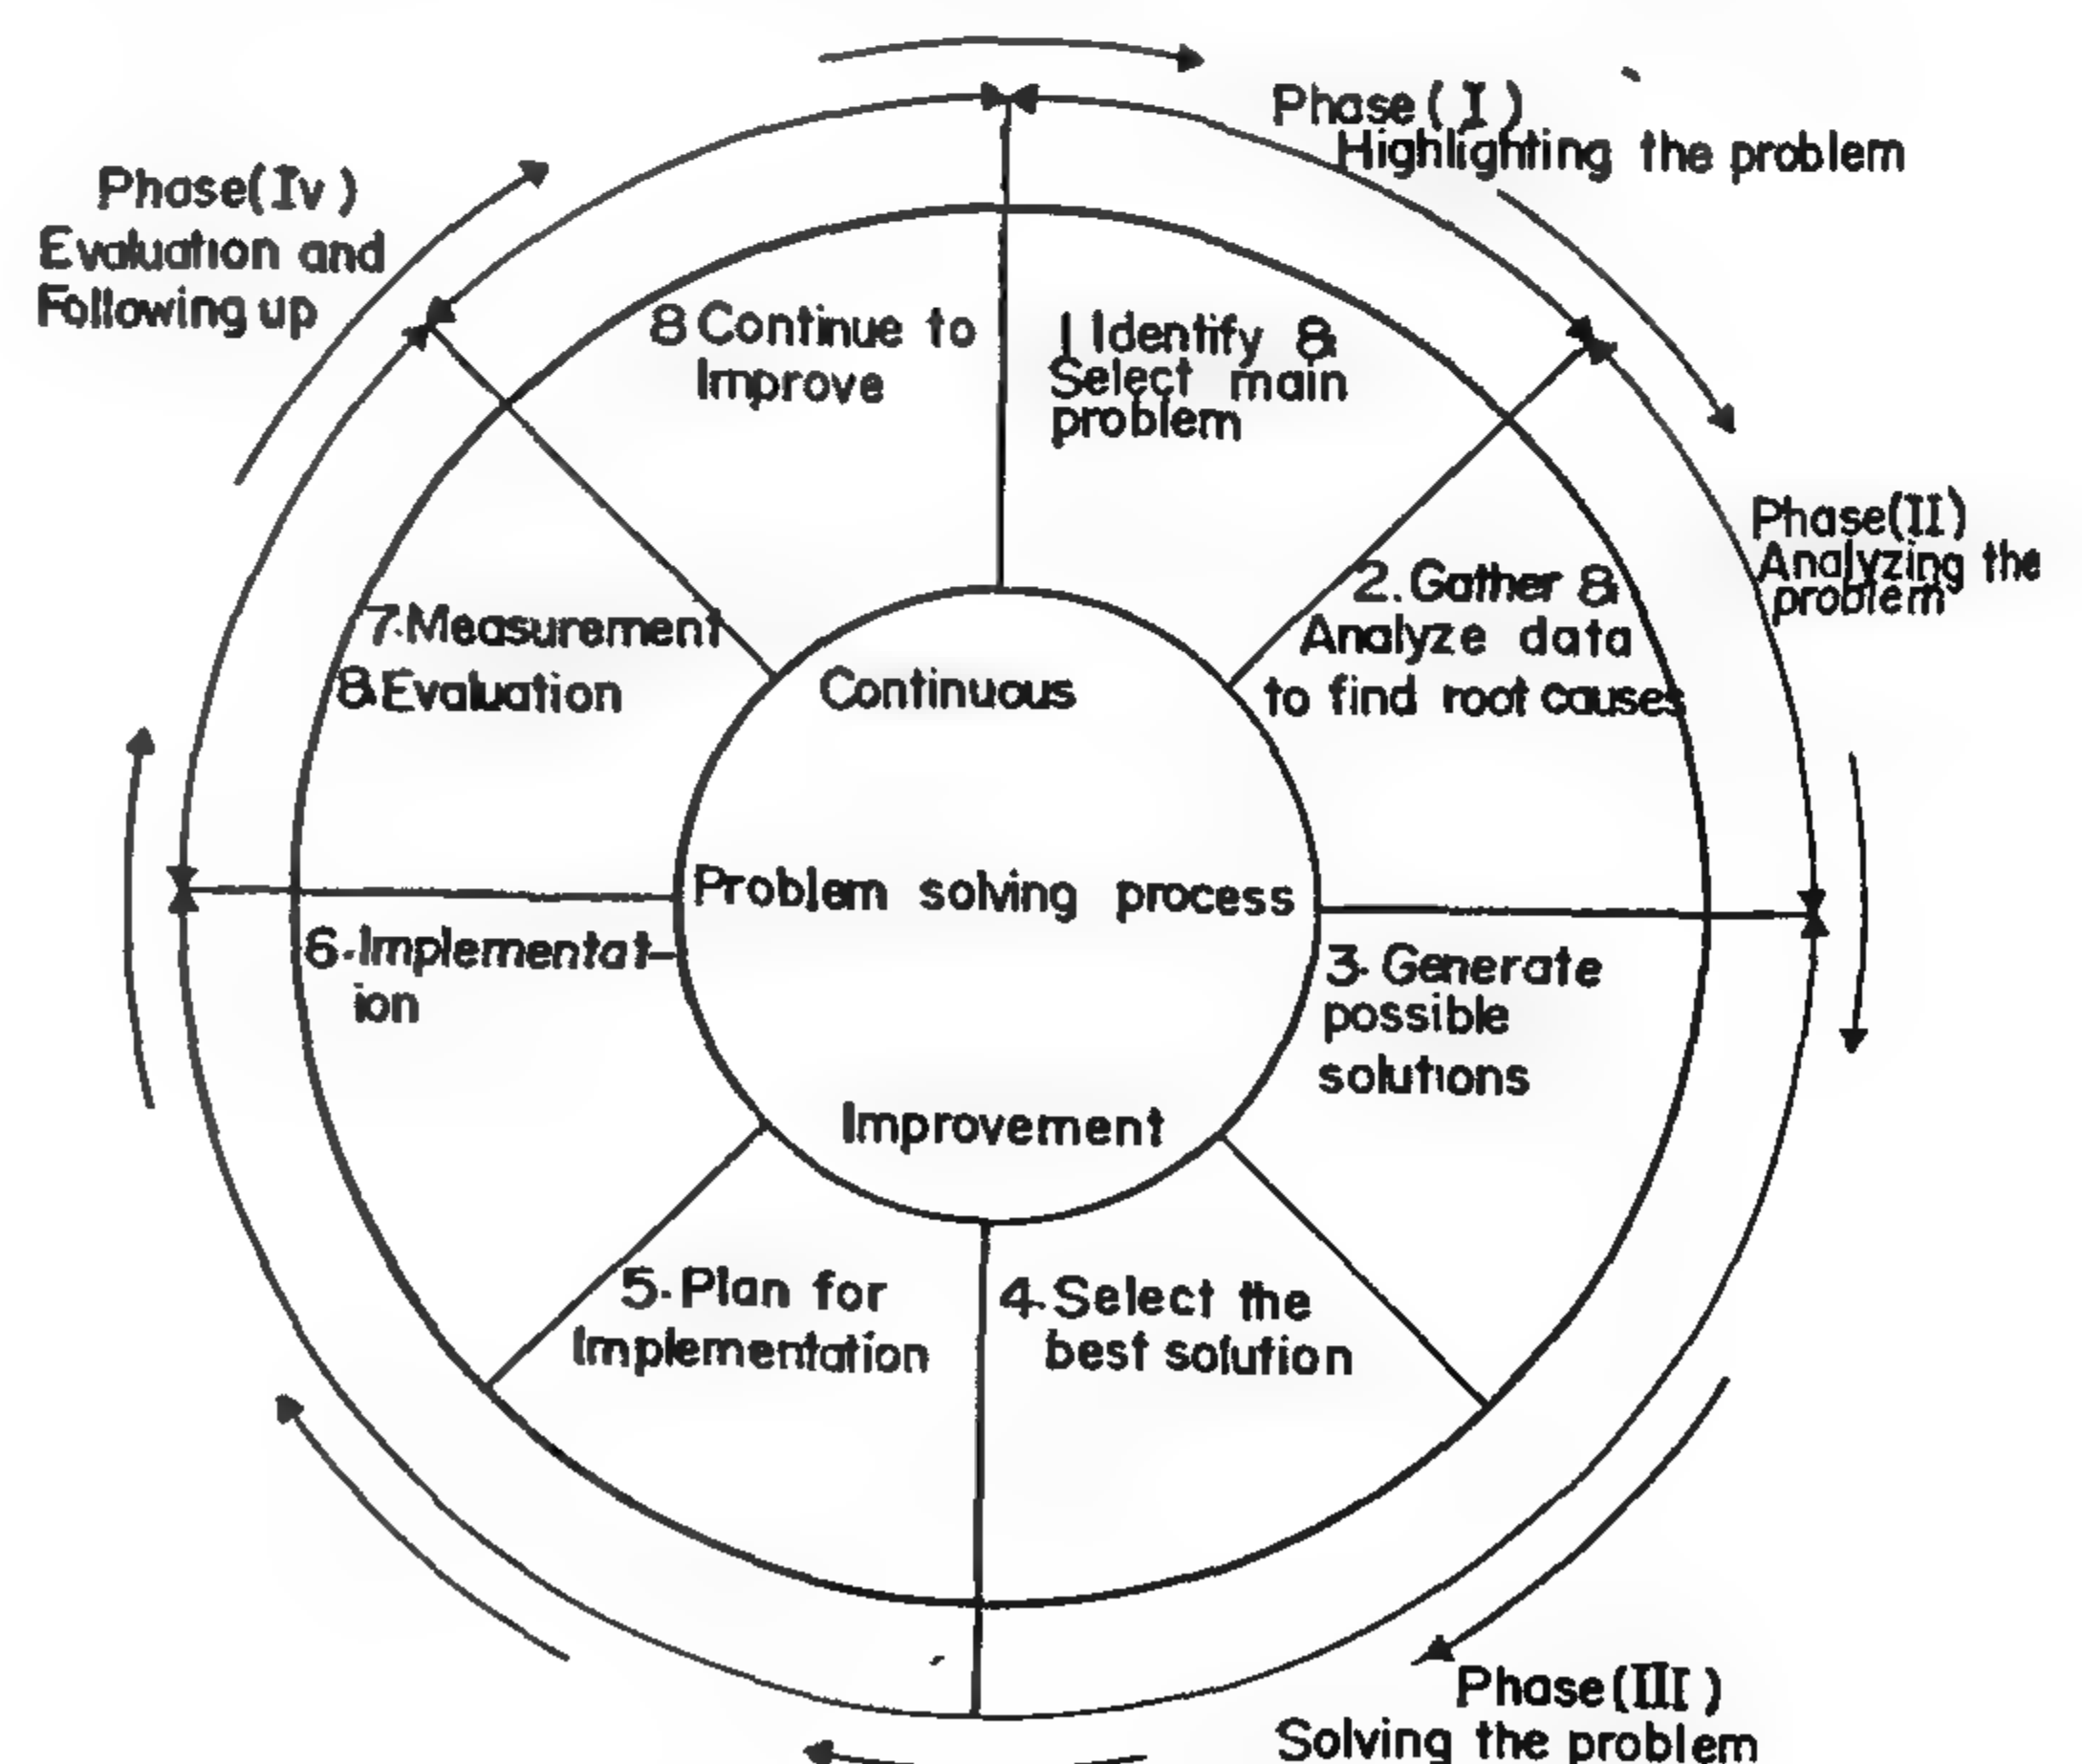 Phase (I)
Highlighting the problem
Phase(II)
Analyzing the
problem
Phase(III)
Solving the problem
Phase(Iv)
Evaluation and
Following up
1 Identify &
Select main
problem
2. Gather &
Analyze data
to find root causes
3. Generate
possible
solutions
4. Select the
best solution
5. Plan for
Implementation
6. Implementat-
ion
7. Measurement
& Evaluation
8 Continue to
Improve
Continuous
Problem solving process
Improvement